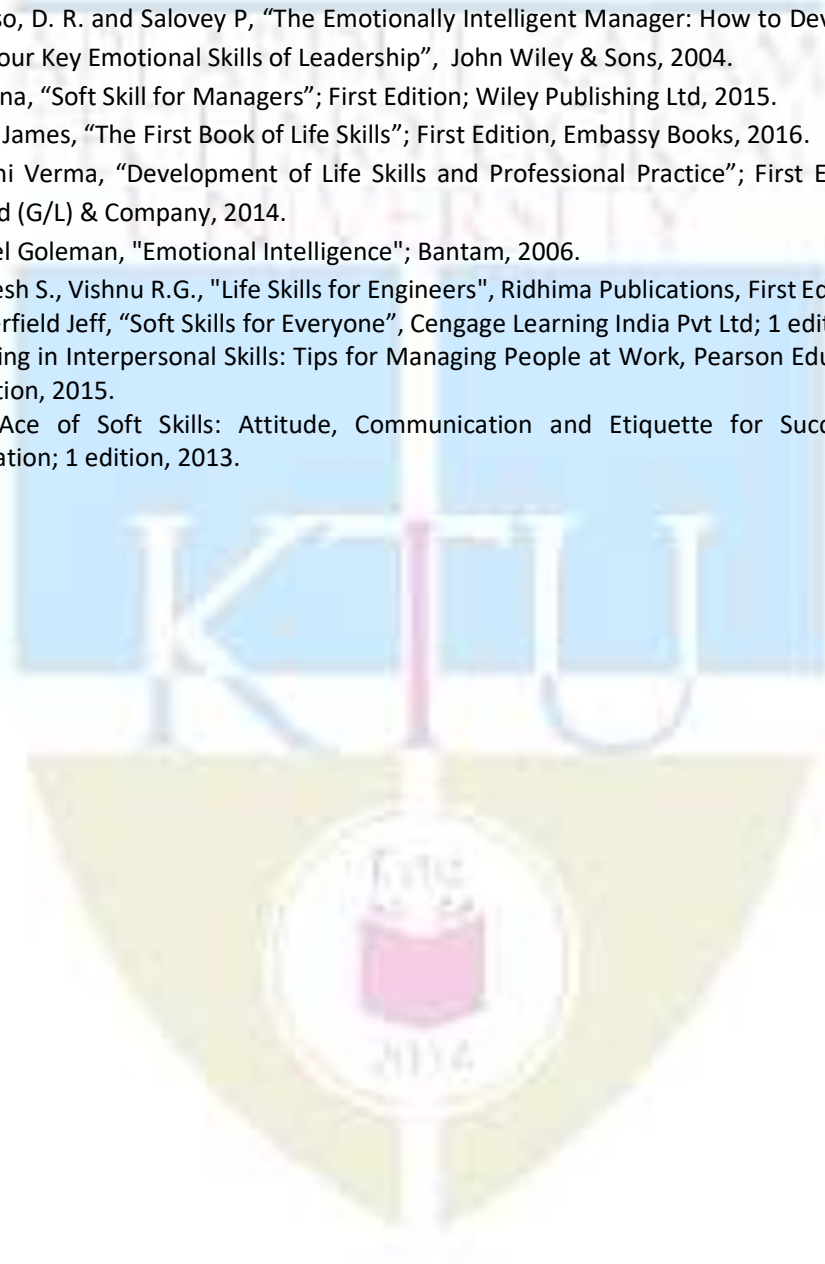 so, D. R. and Salovey P, “The Emotionally Intelligent Manager: How to Dev
our Key Emotional Skills of Leadership”, John Wiley & Sons, 2004.
na, “Soft Skill for Managers”; First Edition; Wiley Publishing Ltd, 2015.
James, “The First Book of Life Skills”; First Edition, Embassy Books, 2016.
ni Verma, “Development of Life Skills and Professional Practice”; First E
d (G/L) & Company, 2014.
el Goleman, "Emotional Intelligence"; Bantam, 2006.
esh S., Vishnu R.G., "Life Skills for Engineers", Ridhima Publications, First Ed
erfield Jeff, “Soft Skills for Everyone”, Cengage Learning India Pvt Ltd; 1 edit
ing in Interpersonal Skills: Tips for Managing People at Work, Pearson Edu
tion, 2015.
Ace of Soft Skills: Attitude, Communication and Etiquette for Succ
ation; 1 edition, 2013.
UNIVERSITY
KTU
Estd
2014